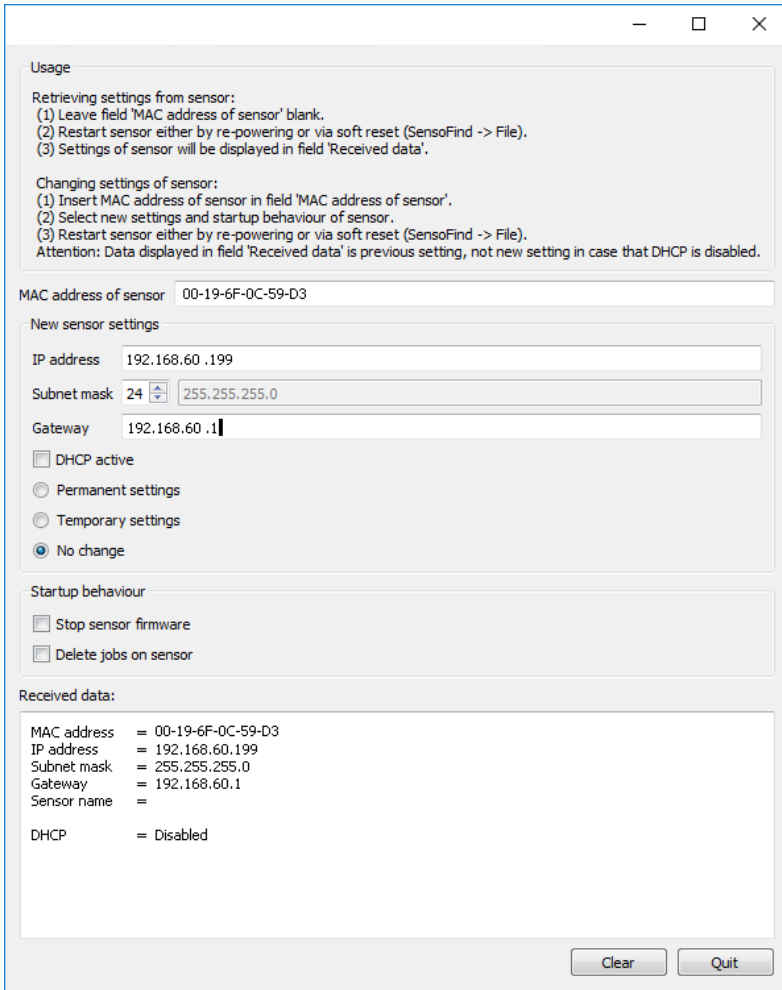 Usage
Retrieving settings from sensor:
(1) Leave field 'MAC address of sensor' blank.
(2) Restart sensor either by re-powering or via soft reset (SensoFind -> File).
(3) Settings of sensor will be displayed in field 'Received data'.
Changing settings of sensor:
(1) Insert MAC address of sensor in field 'MAC address of sensor'.
(2) Select new settings and startup behaviour of sensor.
(3) Restart sensor either by re-powering or via soft reset (SensoFind -> File).
Attention: Data displayed in field 'Received data' is previous setting, not new setting in case that DHCP is disabled.
MAC address of sensor 00-19-6F-0C-59-D3
New sensor settings
IP address 192.168.60 .199
Subnet mask 24 255.255.255.0
Gateway 192.168.60 .1
DHCP active
Permanent settings
Temporary settings
No change
Startup behaviour
Stop sensor firmware
Delete jobs on sensor
Received data:
MAC address = 00-19-6F-0C-59-D3
IP address = 192.168.60.199
Subnet mask = 255.255.255.0
Gateway = 192.168.60.1
Sensor name =
DHCP = Disabled
Clear Quit